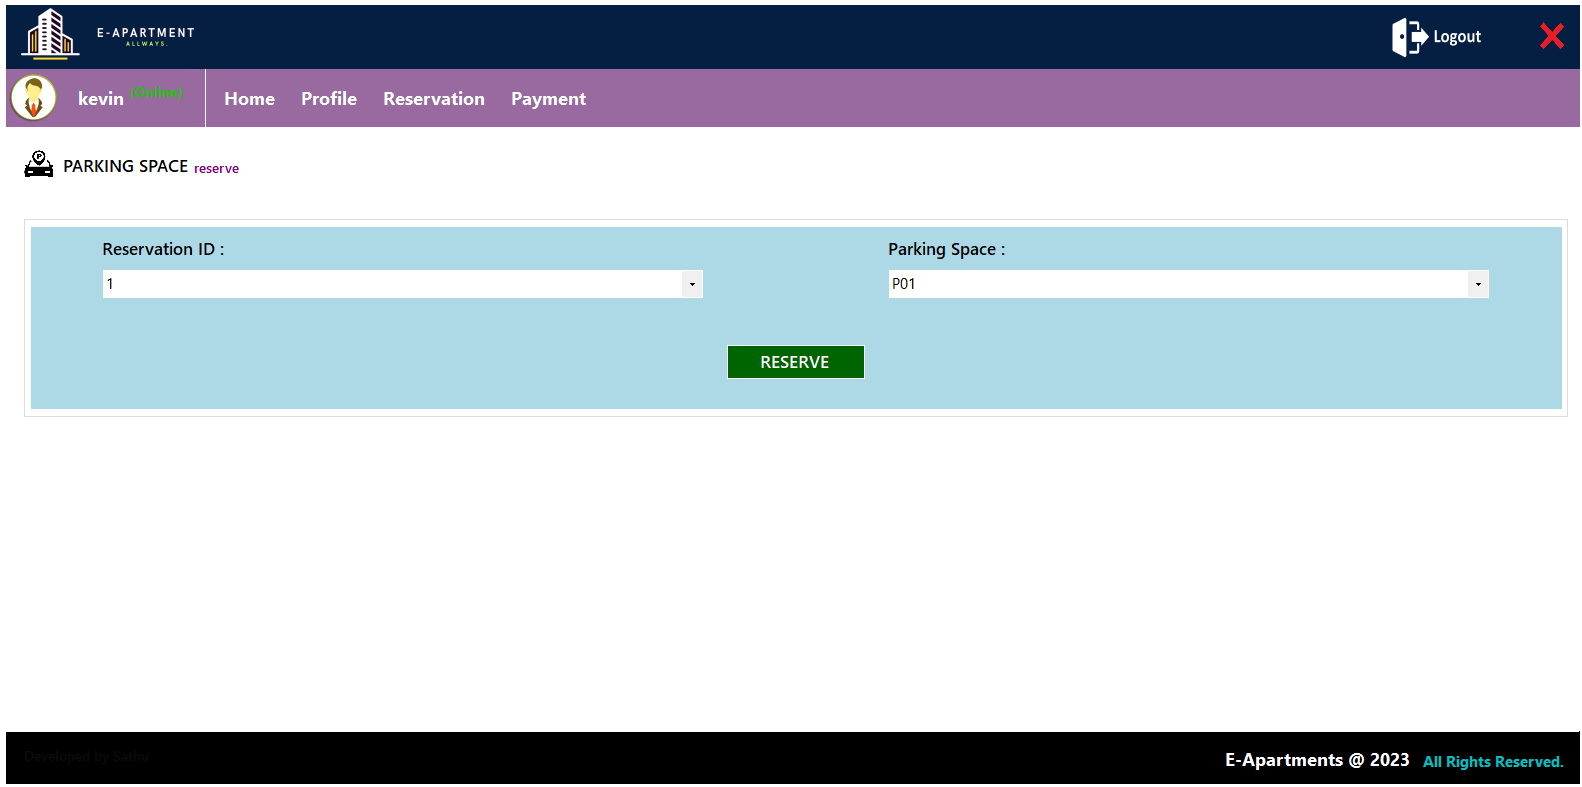 E-APARTMENT
ALLWAYS.
Logout
kevin (Online)
Home Profile Reservation Payment
P
PARKING SPACE reserve
Reservation ID :
Parking Space :
1
P01
RESERVE
Developed by Sathu
E-Apartments @ 2023 All Rights Reserved.